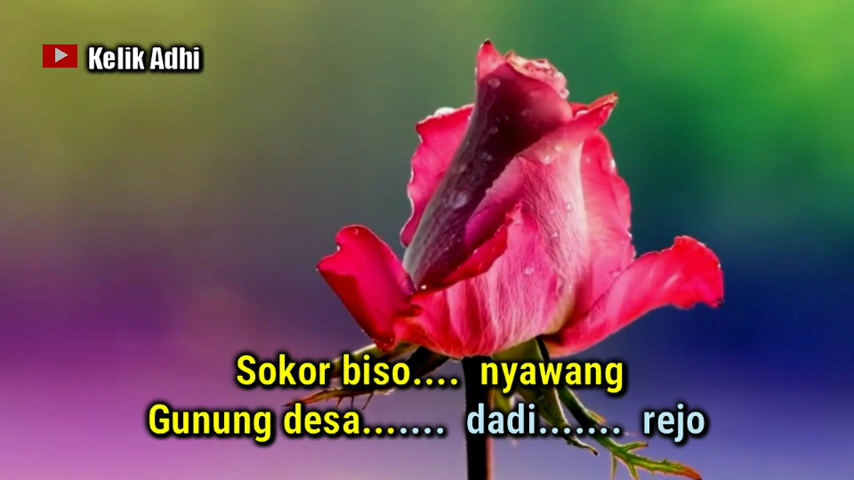 Kelik Adhi
Sokor biso.... nyawang
Gunung desa....... dadi....... rejo